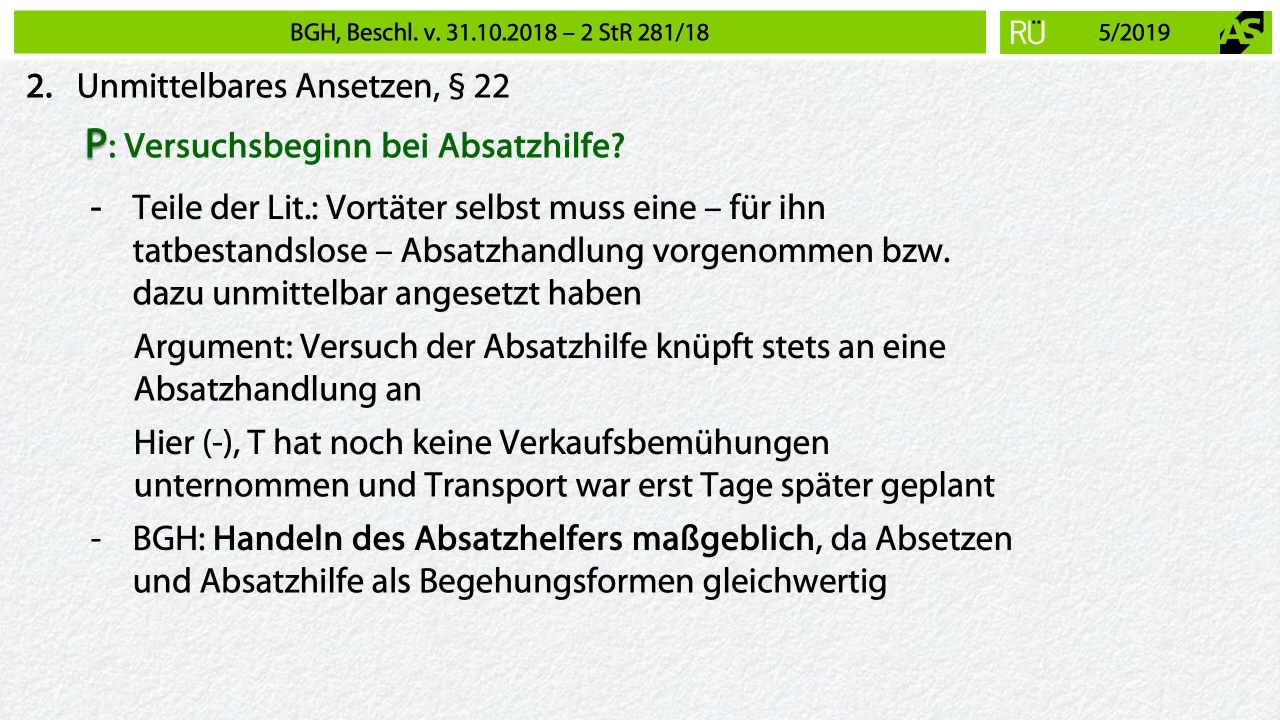 BGH, Beschl. v. 31.10.2018 – 2 StR 281/18
RÜ 5/2019 AS
2. Unmittelbares Ansetzen, § 22
P: Versuchsbeginn bei Absatzhilfe?
- Teile der Lit.: Vortäter selbst muss eine – für ihn
tatbestandslose – Absatzhandlung vorgenommen bzw.
dazu unmittelbar angesetzt haben
Argument: Versuch der Absatzhilfe knüpft stets an eine
Absatzhandlung an
Hier (-), T hat noch keine Verkaufsbemühungen
unternommen und Transport war erst Tage später geplant
- BGH: Handeln des Absatzhelfers maßgeblich, da Absetzen
und Absatzhilfe als Begehungsformen gleichwertig